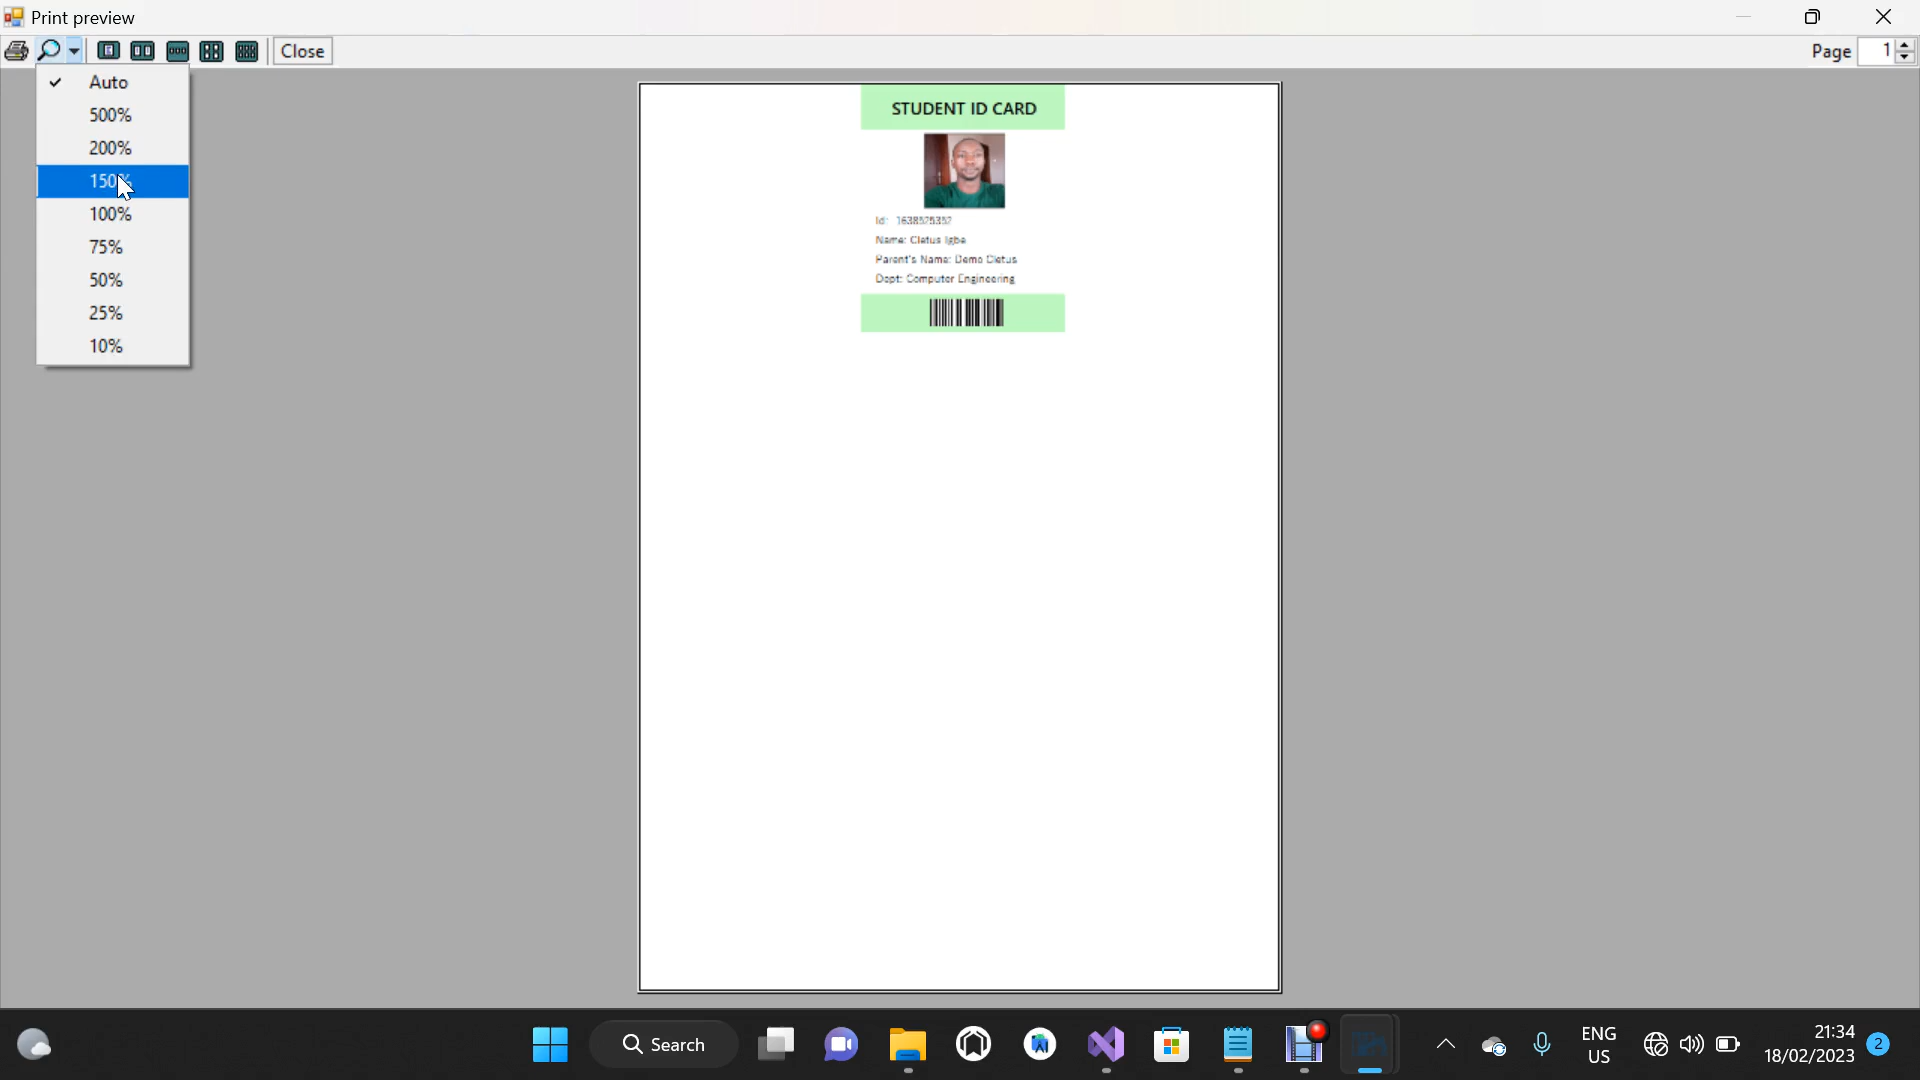 Print preview
Close
Page 1
Auto
500%
200%
150%
100%
75%
50%
25%
10%
STUDENT ID CARD
Id: 1638525352
Name: Cletus Igbe
Parent's Name: Demo Cletus
Dept: Computer Engineering
Search
ENG
US
21:34
18/02/2023
2